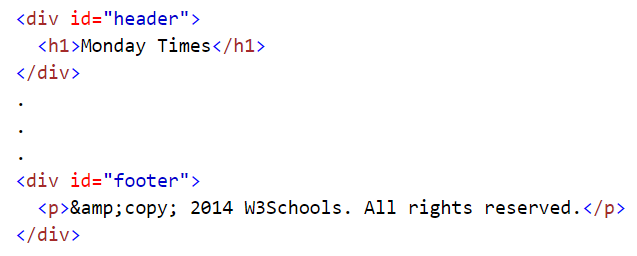 <div id="header">
  <h1>Monday Times</h1>
</div>
.
.
.
<div id="footer">
  <p>&amp;copy; 2014 W3Schools. All rights reserved.</p>
</div>